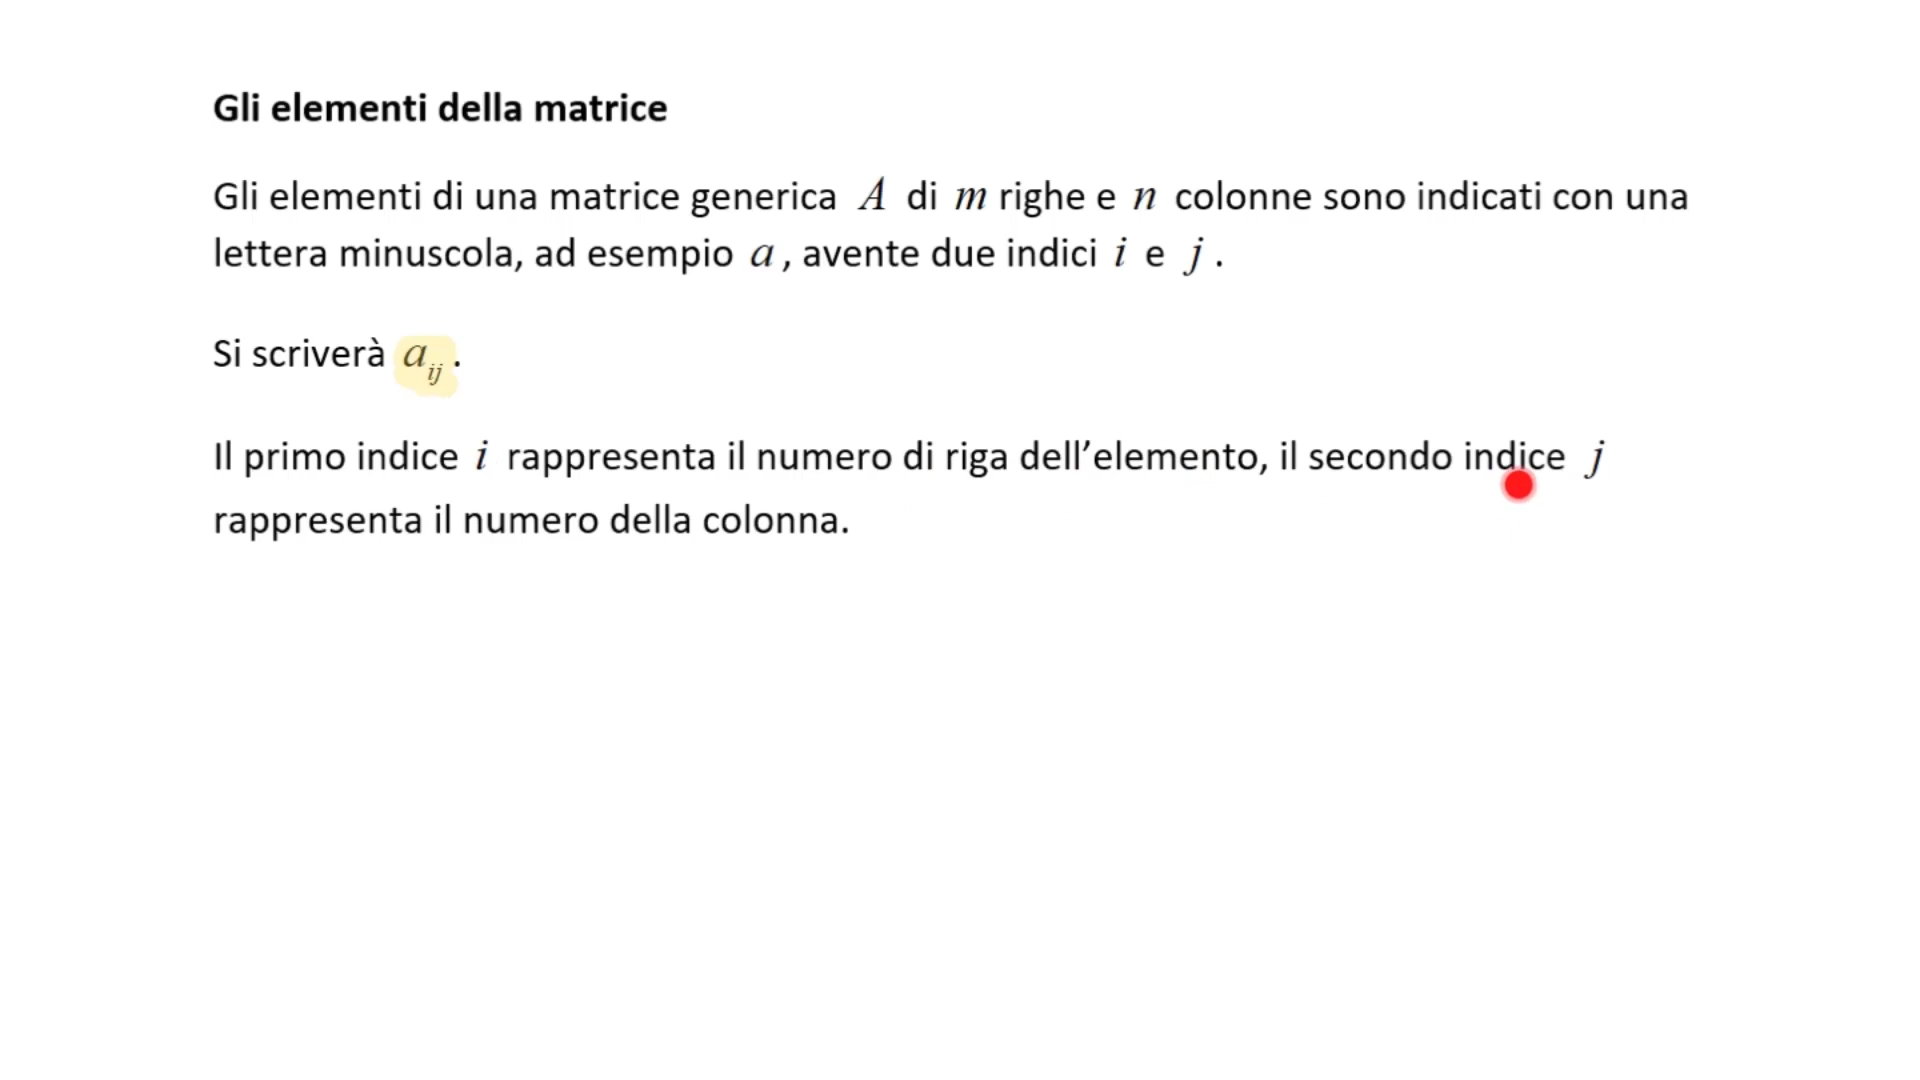 Gli elementi della matrice
Gli elementi di una matrice generica A di m righe e n colonne sono indicati con una
lettera minuscola, ad esempio a, avente due indici i e j.
Si scriverà a_ij.
Il primo indice i rappresenta il numero di riga dell’elemento, il secondo indice j
rappresenta il numero della colonna.